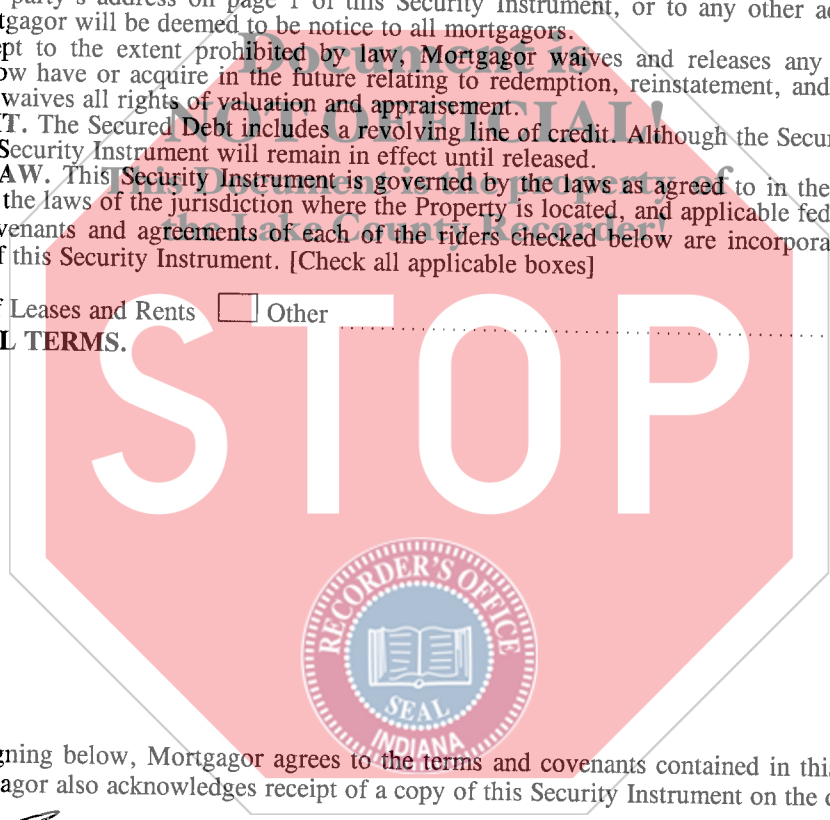 party's address on page 1 of this Security Instrument, or to any other
tgagor will be deemed to be notice to all mortgagors.
pt to the extent prohibited by law, Mortgagor waives and releases any
ow have or acquire in the future relating to redemption, reinstatement, and
waives all rights of valuation and appraisement.
T. The Secured Debt includes a revolving line of credit. Although the Secur
Security Instrument will remain in effect until released.
AW. This Security Instrument is governed by the laws as agreed to in the
the laws of the jurisdiction where the Property is located, and applicable fed
venants and agreements of each of the riders checked below are incorpora
f this Security Instrument. [Check all applicable boxes]
Document is
NOT OFFICIAL!
This Document is the property of
the Lake County Recorder!
f Leases and Rents Other
L TERMS.
STOP
RECORDER'S OFFICE
SEAL
INDIANA
gning below, Mortgagor agrees to the terms and covenants contained in this
agor also acknowledges receipt of a copy of this Security Instrument on the